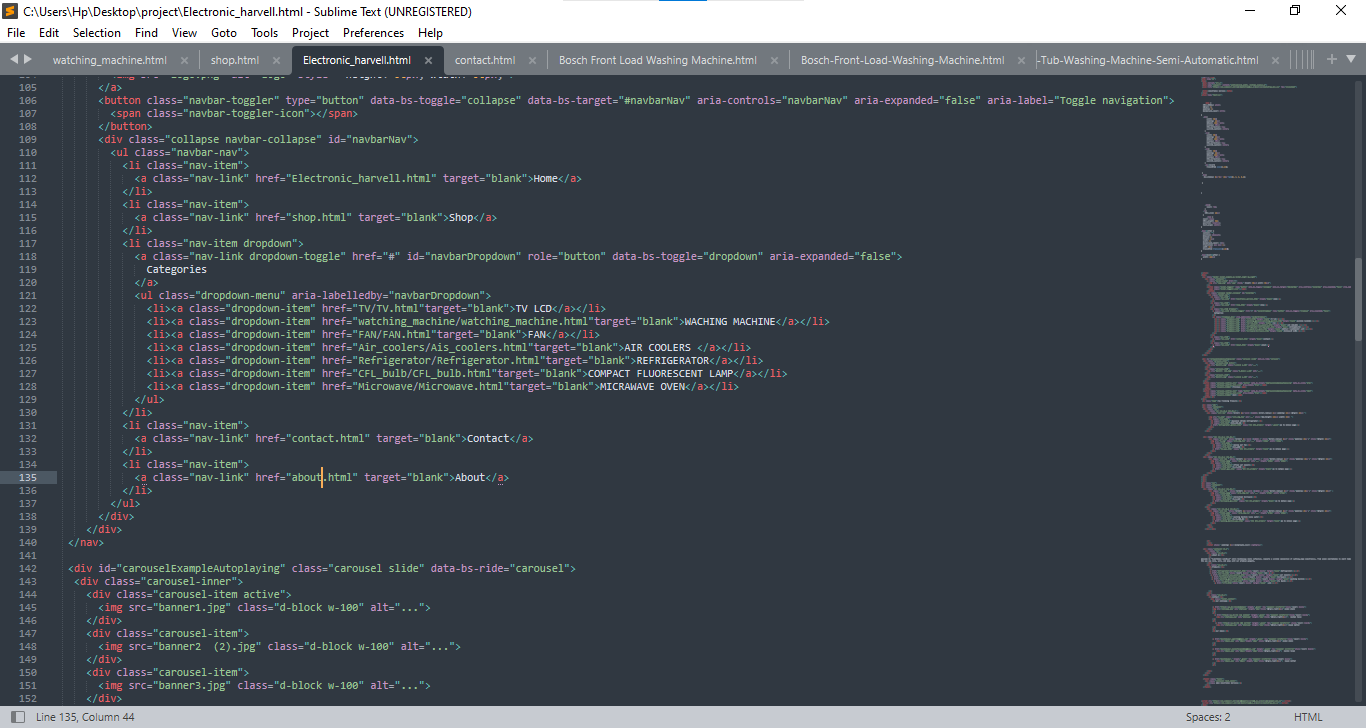 C:\Users\Hp\Desktop\project\Electronic_harvell.html - Sublime Text (UNREGISTERED)
File Edit Selection Find View Goto Tools Project Preferences Help
watching_machine.html shop.html Electronic_harvell.html contact.html Bosch Front Load Washing Machine.html Bosch-Front-Load-Washing-Machine.html -Tub-Washing-Machine-Semi-Automatic.html
105 </a>
106 <button class="navbar-toggler" type="button" data-bs-toggle="collapse" data-bs-target="#navbarNav" aria-controls="navbarNav" aria-expanded="false" aria-label="Toggle navigation">
107 <span class="navbar-toggler-icon"></span>
108 </button>
109 <div class="collapse navbar-collapse" id="navbarNav">
110 <ul class="navbar-nav">
111 <li class="nav-item">
112 <a class="nav-link" href="Electronic_harvell.html" target="blank">Home</a>
113 </li>
114 <li class="nav-item">
115 <a class="nav-link" href="shop.html" target="blank">Shop</a>
116 </li>
117 <li class="nav-item dropdown">
118 <a class="nav-link dropdown-toggle" href="#" id="navbarDropdown" role="button" data-bs-toggle="dropdown" aria-expanded="false">
119 Categories
120 </a>
121 <ul class="dropdown-menu" aria-labelledby="navbarDropdown">
122 <li><a class="dropdown-item" href="TV/TV.html"target="blank">TV LCD</a></li>
123 <li><a class="dropdown-item" href="watching_machine/watching_machine.html"target="blank">WACHING MACHINE</a></li>
124 <li><a class="dropdown-item" href="FAN/FAN.html"target="blank">FAN</a></li>
125 <li><a class="dropdown-item" href="Air_coolers/Ais_coolers.html"target="blank">AIR COOLERS </a></li>
126 <li><a class="dropdown-item" href="Refrigerator/Refrigerator.html"target="blank">REFRIGERATOR</a></li>
127 <li><a class="dropdown-item" href="CFL_bulb/CFL_bulb.html"target="blank">COMPACT FLUORESCENT LAMP</a></li>
128 <li><a class="dropdown-item" href="Microwave/Microwave.html"target="blank">MICRAWAVE OVEN</a></li>
129 </ul>
130 </li>
131 <li class="nav-item">
132 <a class="nav-link" href="contact.html" target="blank">Contact</a>
133 </li>
134 <li class="nav-item">
135 <a class="nav-link" href="about.html" target="blank">About</a>
136 </li>
137 </ul>
138 </div>
139 </div>
140 </nav>
141
142 <div id="carouselExampleAutoplaying" class="carousel slide" data-bs-ride="carousel">
143 <div class="carousel-inner">
144 <div class="carousel-item active">
145 <img src="banner1.jpg" class="d-block w-100" alt="...">
146 </div>
147 <div class="carousel-item">
148 <img src="banner2  (2).jpg" class="d-block w-100" alt="...">
149 </div>
150 <div class="carousel-item">
151 <img src="banner3.jpg" class="d-block w-100" alt="...">
152 </div>
Line 135, Column 44 Spaces: 2 HTML